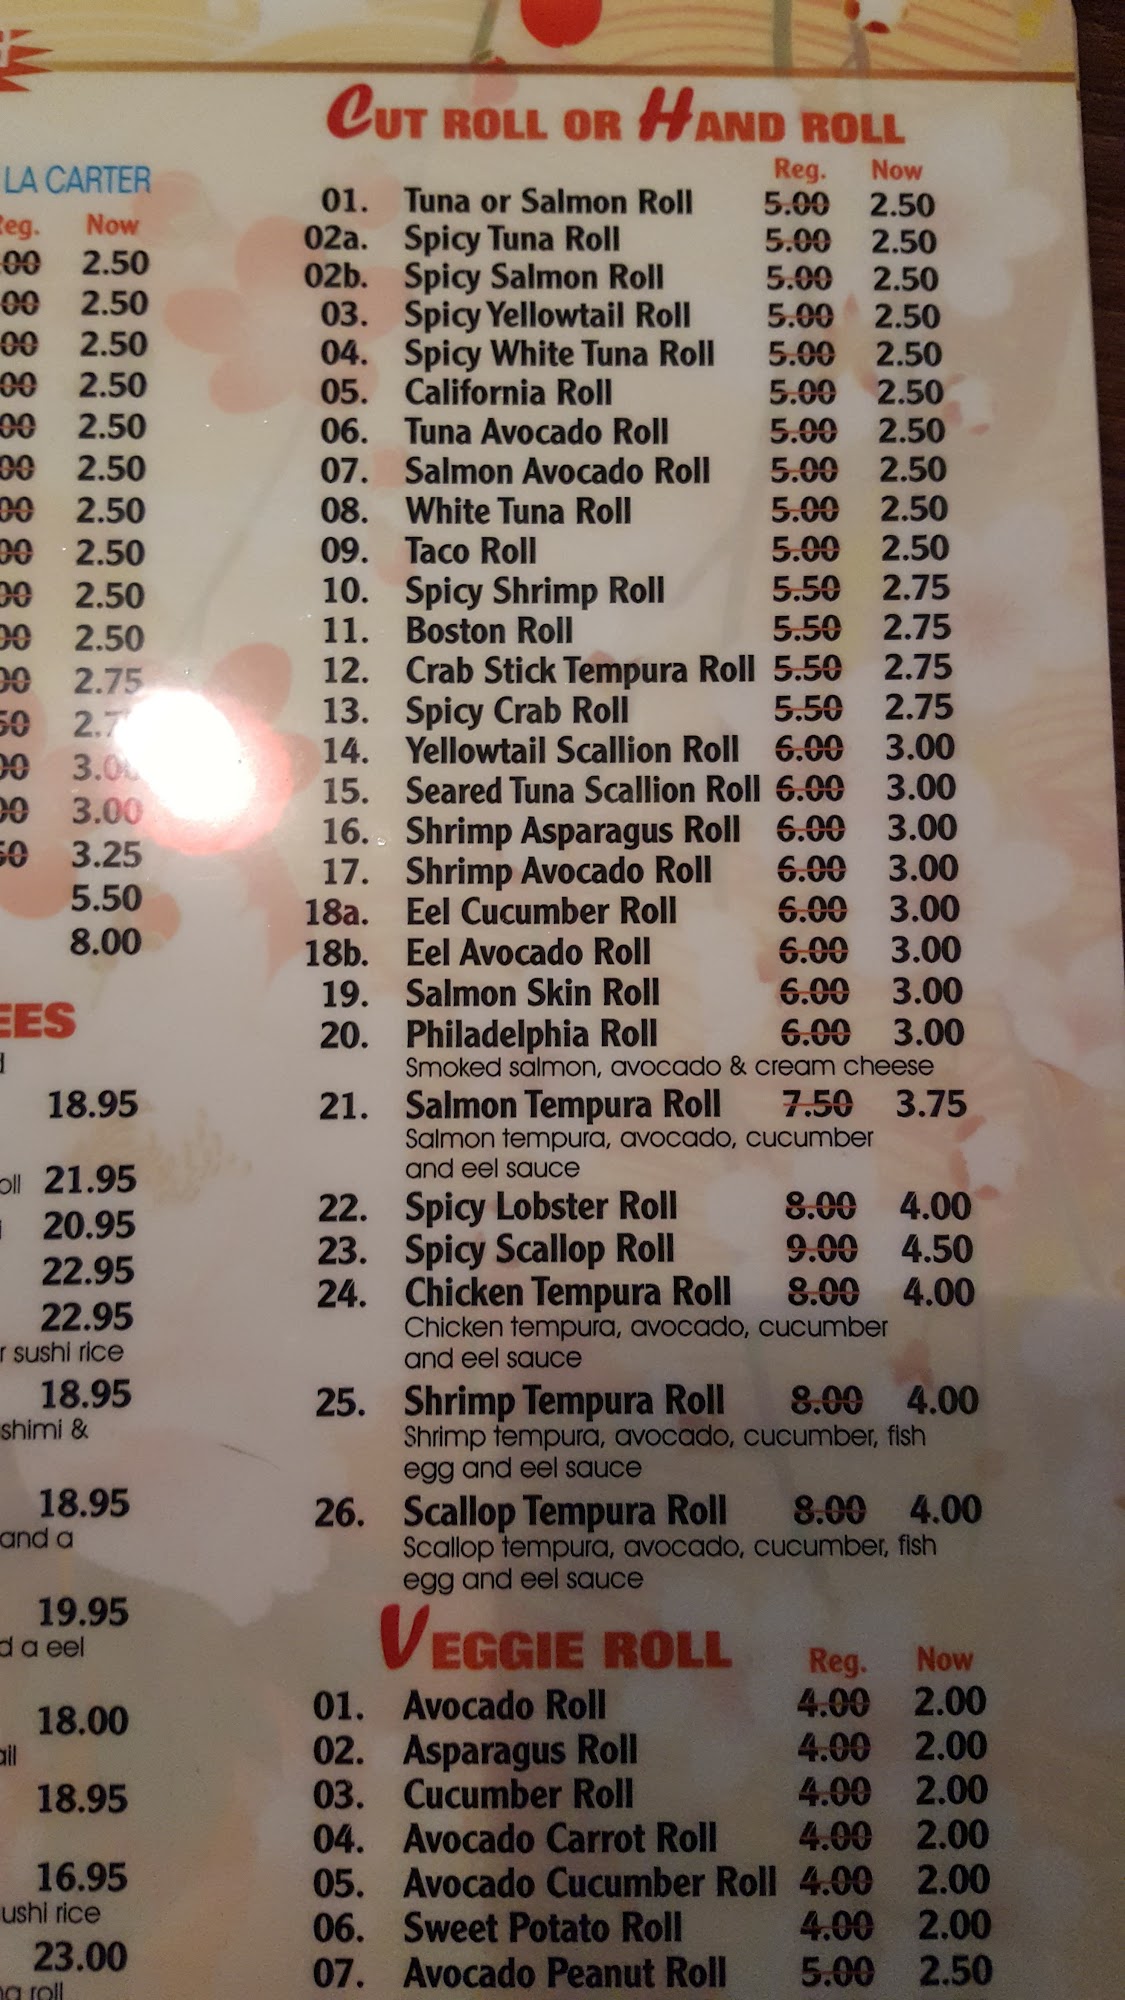 LA CARTER
Now
2.50
2.50
2.50
2.50
2.50
2.50
2.50
2.50
2.50
2.50
2.75
3.00
3.25
5.50
8.00
18.95
21.95
20.95
22.95
22.95
sushi rice
18.95
&
18.95
and a
19.95
a eel
18.00
18.95
16.95
rice
23.00
roll
CUT ROLL OR HAND ROLL
Reg. Now
01. Tuna or Salmon Roll 5.00 2.50
02a. Spicy Tuna Roll 5.00 2.50
02b. Spicy Salmon Roll 5.00 2.50
03. Spicy Yellowtail Roll 5.00 2.50
04. Spicy White Tuna Roll 5.00 2.50
05. California Roll 5.00 2.50
06. Tuna Avocado Roll 5.00 2.50
07. Salmon Avocado Roll 5.00 2.50
08. White Tuna Roll 5.00 2.50
09. Taco Roll 5.00 2.50
10. Spicy Shrimp Roll 5.50 2.75
11. Boston Roll 5.50 2.75
12. Crab Stick Tempura Roll 5.50 2.75
13. Spicy Crab Roll 5.50 2.75
14. Yellowtail Scallion Roll 6.00 3.00
15. Seared Tuna Scallion Roll 6.00 3.00
16. Shrimp Asparagus Roll 6.00 3.00
17. Shrimp Avocado Roll 6.00 3.00
18a. Eel Cucumber Roll 6.00 3.00
18b. Eel Avocado Roll 6.00 3.00
19. Salmon Skin Roll 6.00 3.00
20. Philadelphia Roll 6.00 3.00
Smoked salmon, avocado & cream cheese
21. Salmon Tempura Roll 7.50 3.75
Salmon tempura, avocado, cucumber
and eel sauce
22. Spicy Lobster Roll 8.00 4.00
23. Spicy Scallop Roll 9.00 4.50
24. Chicken Tempura Roll 8.00 4.00
Chicken tempura, avocado, cucumber
and eel sauce
25. Shrimp Tempura Roll 8.00 4.00
Shrimp tempura, avocado, cucumber, fish
egg and eel sauce
26. Scallop Tempura Roll 8.00 4.00
Scallop tempura, avocado, cucumber, fish
egg and eel sauce
VEGGIE ROLL
Reg. Now
01. Avocado Roll 4.00 2.00
02. Asparagus Roll 4.00 2.00
03. Cucumber Roll 4.00 2.00
04. Avocado Carrot Roll 4.00 2.00
05. Avocado Cucumber Roll 4.00 2.00
06. Sweet Potato Roll 4.00 2.00
07. Avocado Peanut Roll 5.00 2.50